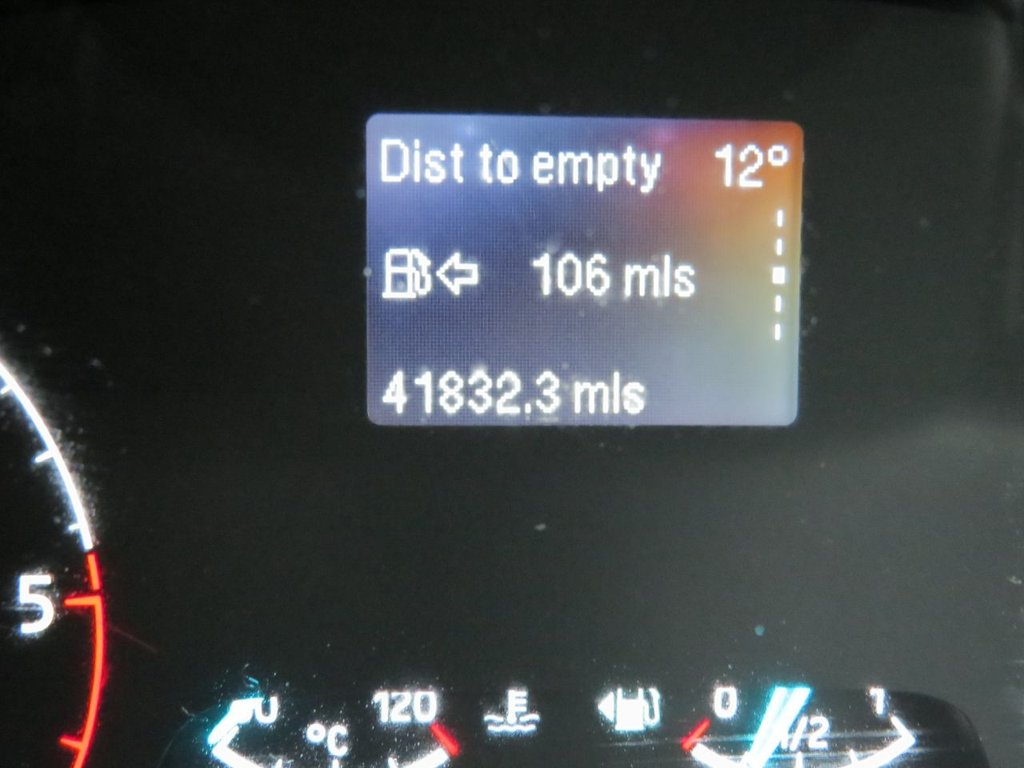 Dist to empty 12°
106 mls
41832.3 mls
5
120
°C
0
1/2
1